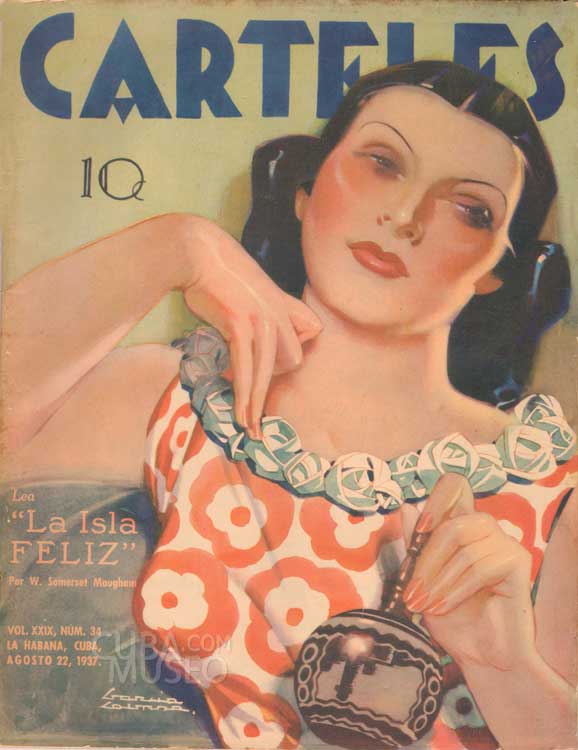 CARTELES
10
Lea
"La Isla
FELIZ"
Por W. Somerset Maugham
VOL. XXIX, NÚM. 34
LA HABANA, CUBA,
AGOSTO 22, 1937.
CUBA.COM
MUSEO